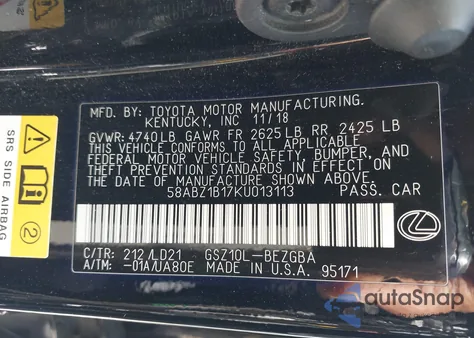 MFD. BY: TOYOTA MOTOR MANUFACTURING.
KENTUCKY, INC 11/18
GVWR: 4740LB GAWR FR 2625LB RR 2425 LB
THIS VEHICLE CONFORMS TO ALL APPLICABLE
FEDERAL MOTOR VEHICLE SAFETY, BUMPER, AND
THEFT PREVENTION STANDARDS IN EFFECT ON
THE DATE OF MANUFACTURE SHOWN ABOVE.
58ABZ1B17KU013113 PASS. CAR
C/TR: 212/LD21 GSZ10L-BEZGBA
A/TM: -01A/UA80E MADE IN U.S.A. 95171
SRS SIDE AIRBAG
2
autoSnap